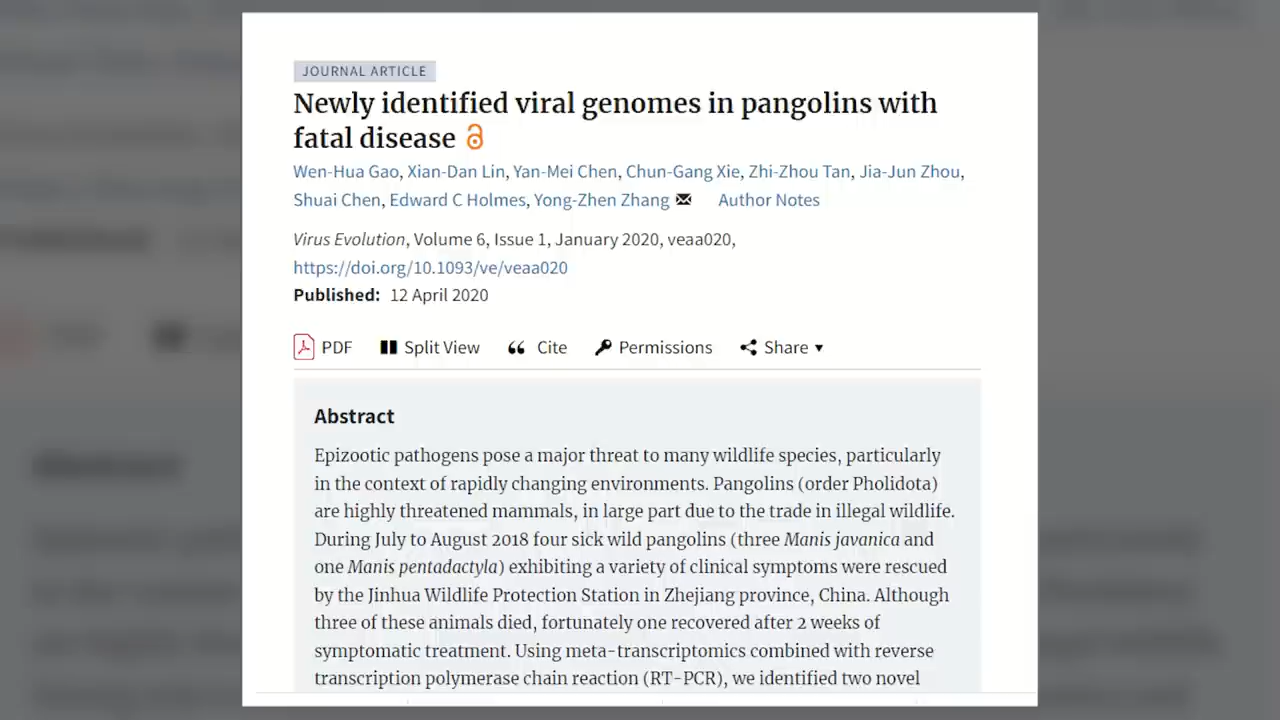 JOURNAL ARTICLE
Newly identified viral genomes in pangolins with
fatal disease
Wen-Hua Gao, Xian-Dan Lin, Yan-Mei Chen, Chun-Gang Xie, Zhi-Zhou Tan, Jia-Jun Zhou,
Shuai Chen, Edward C Holmes, Yong-Zhen Zhang Author Notes
Virus Evolution, Volume 6, Issue 1, January 2020, veaa020,
https://doi.org/10.1093/ve/veaa020
Published: 12 April 2020
PDF Split View Cite Permissions Share
Abstract
Epizootic pathogens pose a major threat to many wildlife species, particularly
in the context of rapidly changing environments. Pangolins (order Pholidota)
are highly threatened mammals, in large part due to the trade in illegal wildlife.
During July to August 2018 four sick wild pangolins (three Manis javanica and
one Manis pentadactyla) exhibiting a variety of clinical symptoms were rescued
by the Jinhua Wildlife Protection Station in Zhejiang province, China. Although
three of these animals died, fortunately one recovered after 2 weeks of
symptomatic treatment. Using meta-transcriptomics combined with reverse
transcription polymerase chain reaction (RT-PCR), we identified two novel